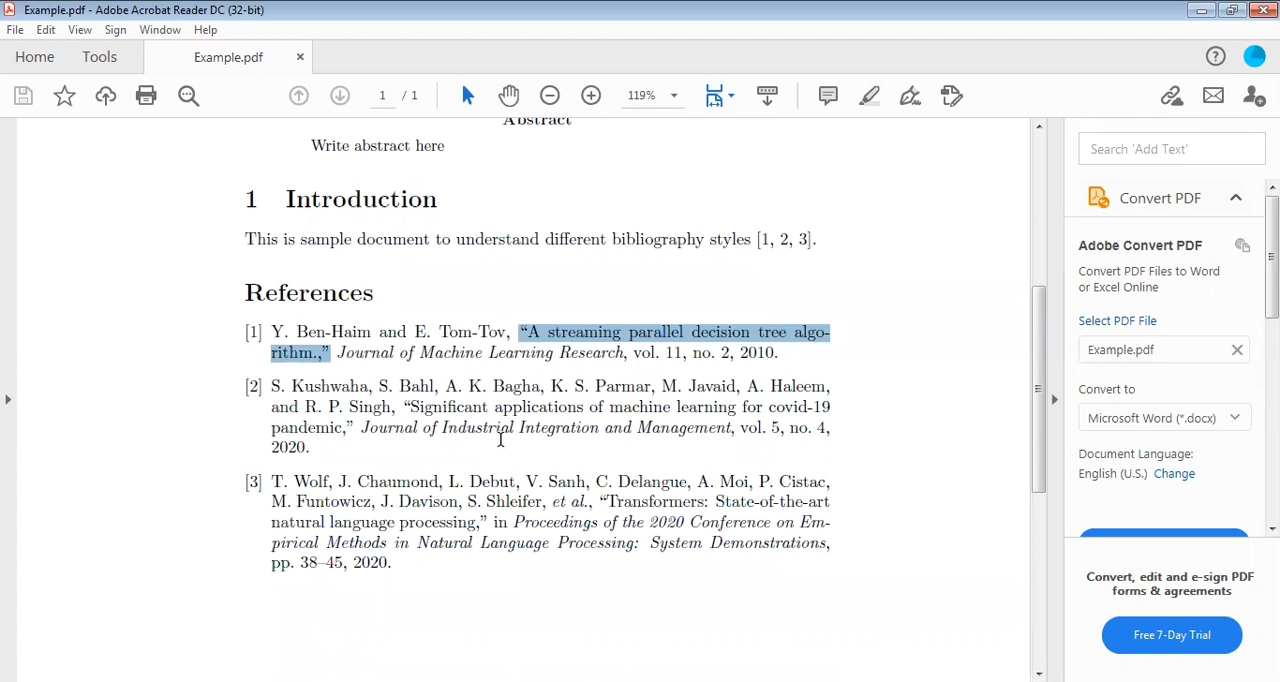 Example.pdf - Adobe Acrobat Reader DC (32-bit)
File Edit View Sign Window Help
Home Tools Example.pdf ×
1 / 1 119%
Abstract
Write abstract here
1 Introduction
This is sample document to understand different bibliography styles [1, 2, 3].
References
[1] Y. Ben-Haim and E. Tom-Tov, “A streaming parallel decision tree algo-
rithm.,” Journal of Machine Learning Research, vol. 11, no. 2, 2010.
[2] S. Kushwaha, S. Bahl, A. K. Bagha, K. S. Parmar, M. Javaid, A. Haleem,
and R. P. Singh, “Significant applications of machine learning for covid-19
pandemic,” Journal of Industrial Integration and Management, vol. 5, no. 4,
2020.
[3] T. Wolf, J. Chaumond, L. Debut, V. Sanh, C. Delangue, A. Moi, P. Cistac,
M. Funtowicz, J. Davison, S. Shleifer, et al., “Transformers: State-of-the-art
natural language processing,” in Proceedings of the 2020 Conference on Em-
pirical Methods in Natural Language Processing: System Demonstrations,
pp. 38–45, 2020.
Search 'Add Text'
Convert PDF
Adobe Convert PDF
Convert PDF Files to Word
or Excel Online
Select PDF File
Example.pdf
Convert to
Microsoft Word (*.docx)
Document Language:
English (U.S.) Change
Convert, edit and e-sign PDF
forms & agreements
Free 7-Day Trial